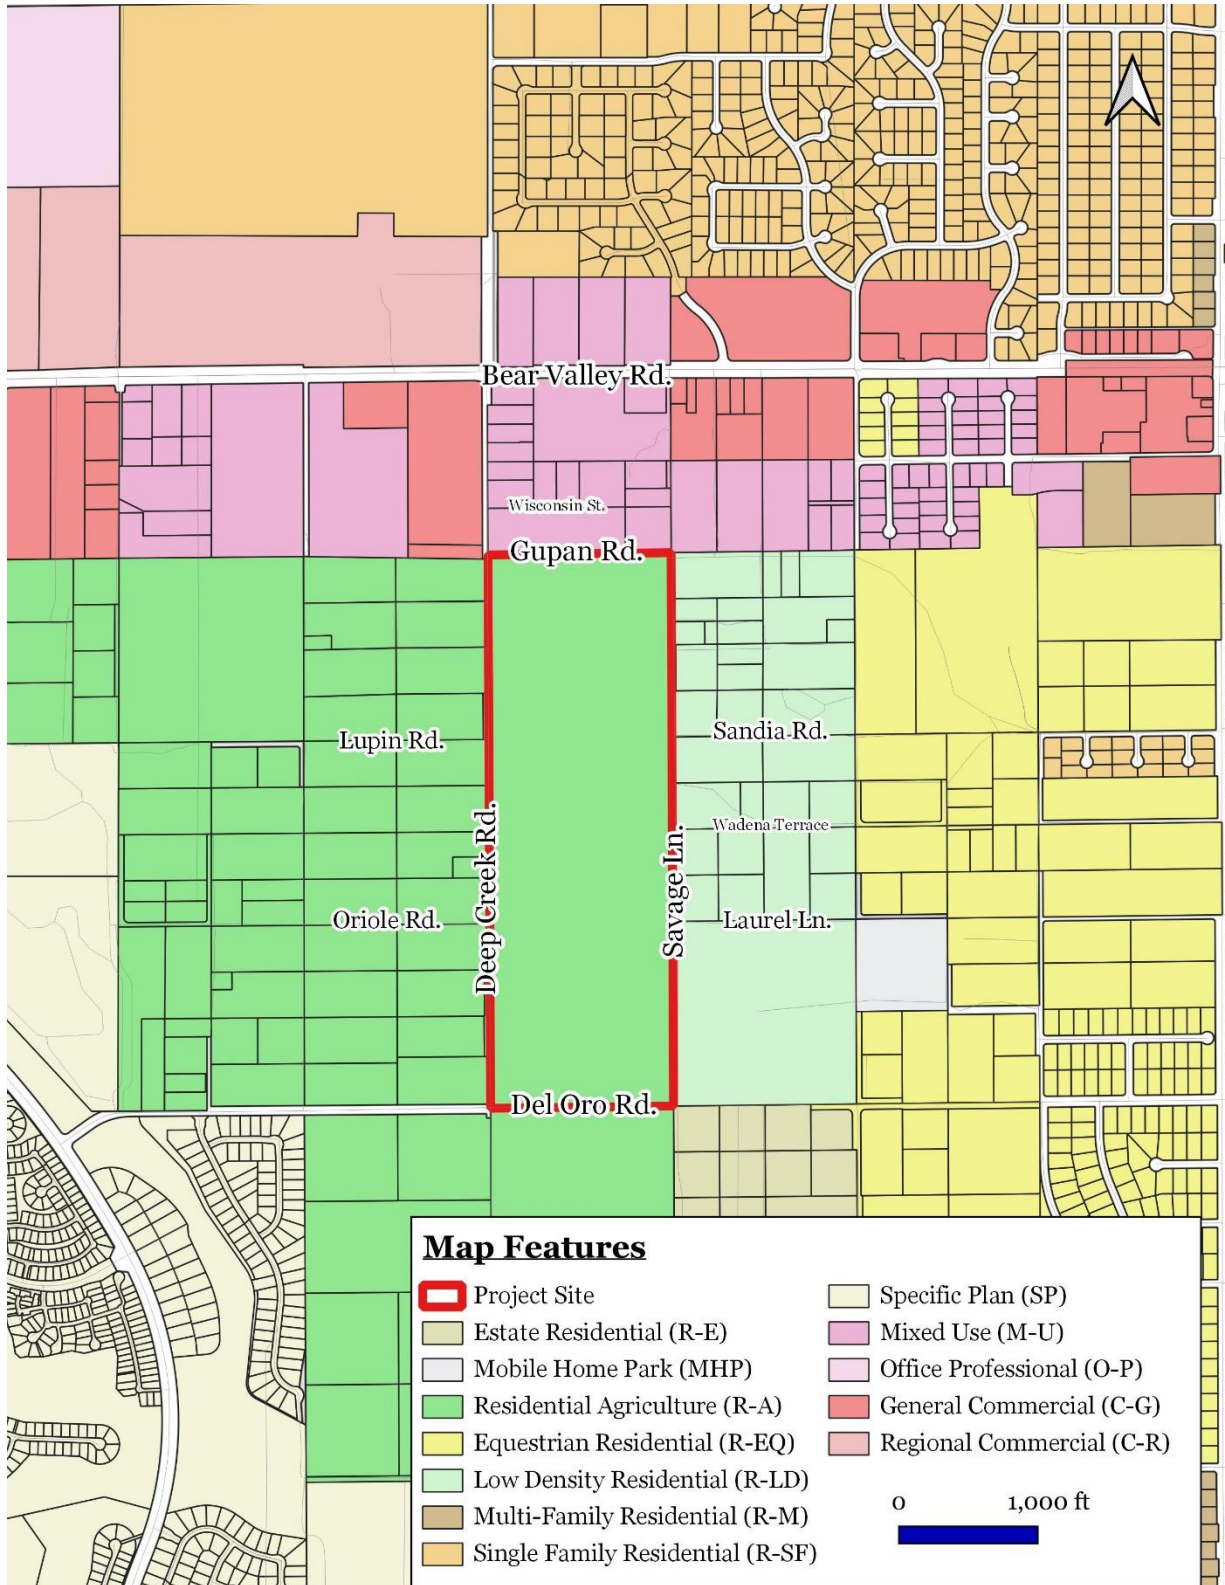 Bear Valley Rd.
Wisconsin St.
Gupan Rd.
Lupin Rd.
Sandia Rd.
Deep Creek Rd.
Savage Ln.
Wadena Terrace
Oriole Rd.
Laurel Ln.
Del Oro Rd.
Map Features
Project Site
Estate Residential (R-E)
Mobile Home Park (MHP)
Residential Agriculture (R-A)
Equestrian Residential (R-EQ)
Low Density Residential (R-LD)
Multi-Family Residential (R-M)
Single Family Residential (R-SF)
Specific Plan (SP)
Mixed Use (M-U)
Office Professional (O-P)
General Commercial (C-G)
Regional Commercial (C-R)
0 1,000 ft